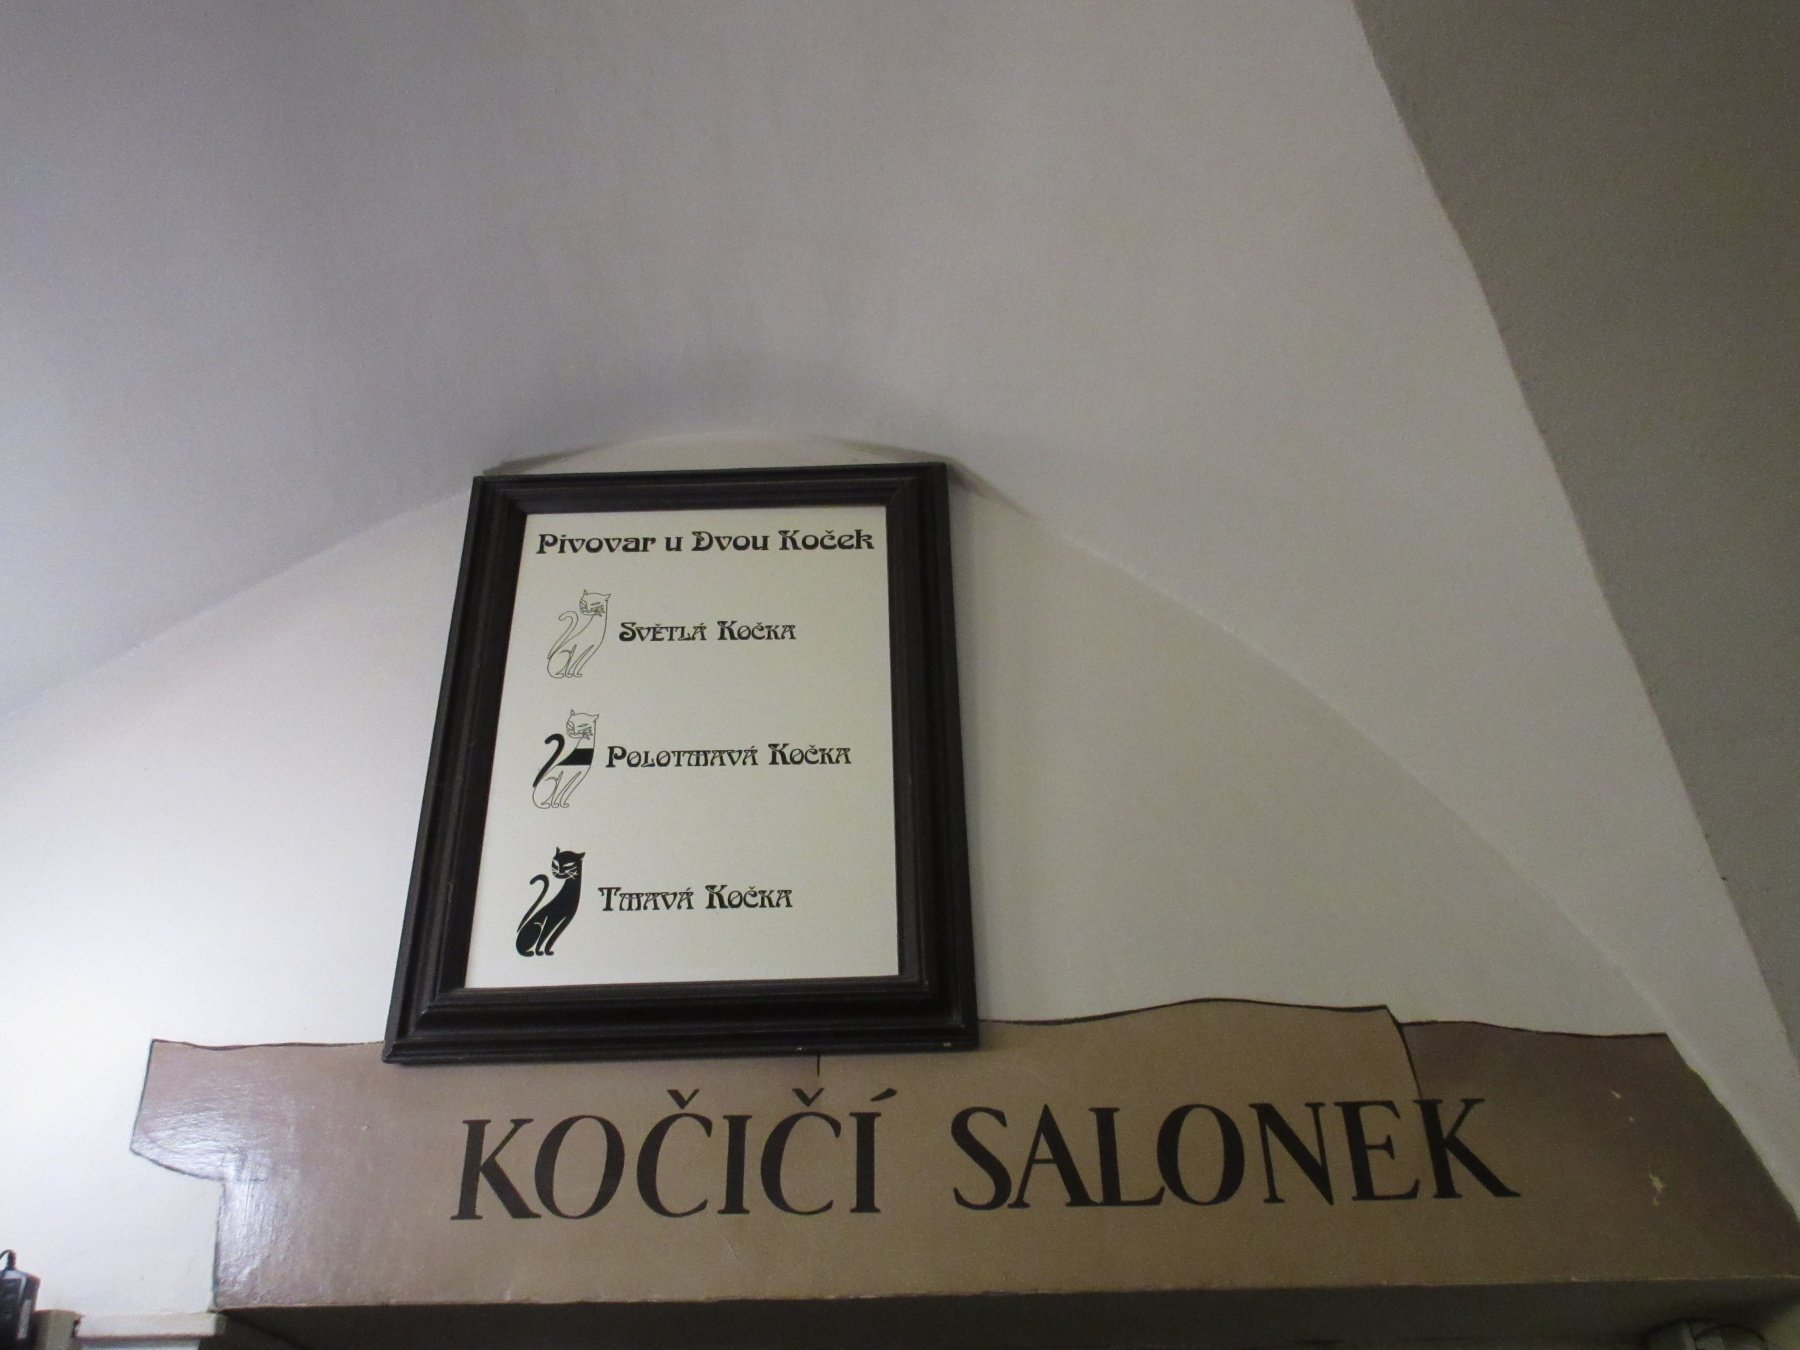 Pivovar u Dvou Koček
Světlá Kočka
Polotmavá Kočka
Tmavá Kočka
KOČIČÍ SALONEK